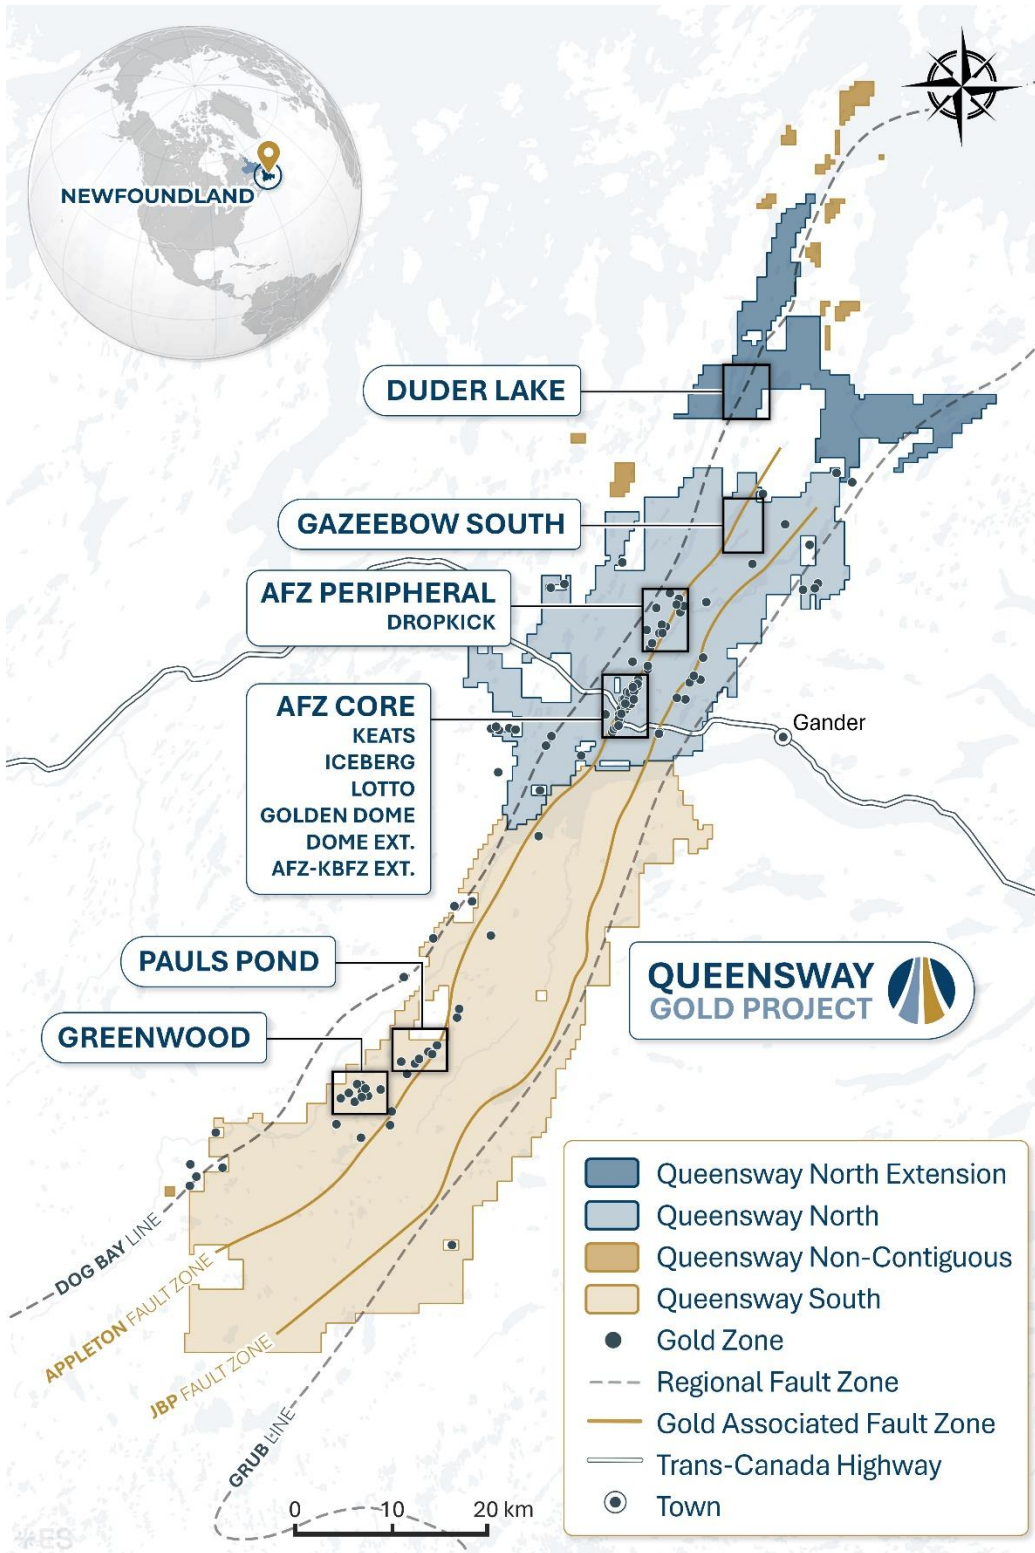 NEWFOUNDLAND
DUDER LAKE
GAZEEBOW SOUTH
AFZ PERIPHERAL
DROPKICK
AFZ CORE
KEATS
ICEBERG
LOTTO
GOLDEN DOME
DOME EXT.
AFZ-KBFZ EXT.
Gander
PAULS POND
GREENWOOD
QUEENSWAY
GOLD PROJECT
DOG BAY LINE
APPLETON FAULT ZONE
JBP FAULT ZONE
GRUB LINE
Queensway North Extension
Queensway North
Queensway Non-Contiguous
Queensway South
Gold Zone
Regional Fault Zone
Gold Associated Fault Zone
Trans-Canada Highway
Town
0 10 20 km
ES